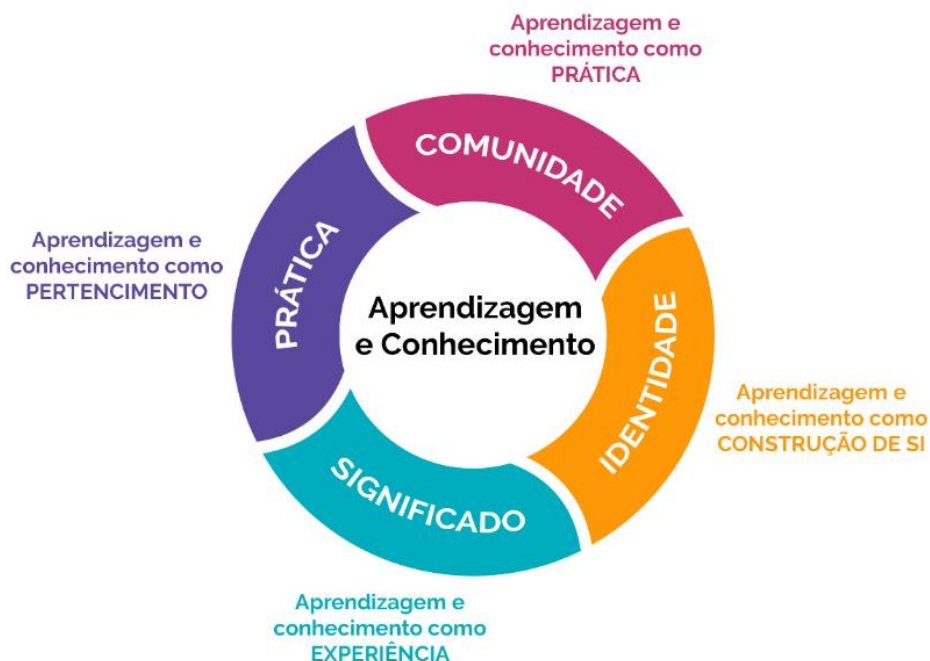 Aprendizagem e
conhecimento como
PRÁTICA
COMUNIDADE
Aprendizagem e
conhecimento como
PERTENCIMENTO
PRÁTICA
Aprendizagem
e Conhecimento
IDENTIDADE
Aprendizagem e
conhecimento como
CONSTRUÇÃO DE SI
SIGNIFICADO
Aprendizagem e
conhecimento como
EXPERIÊNCIA